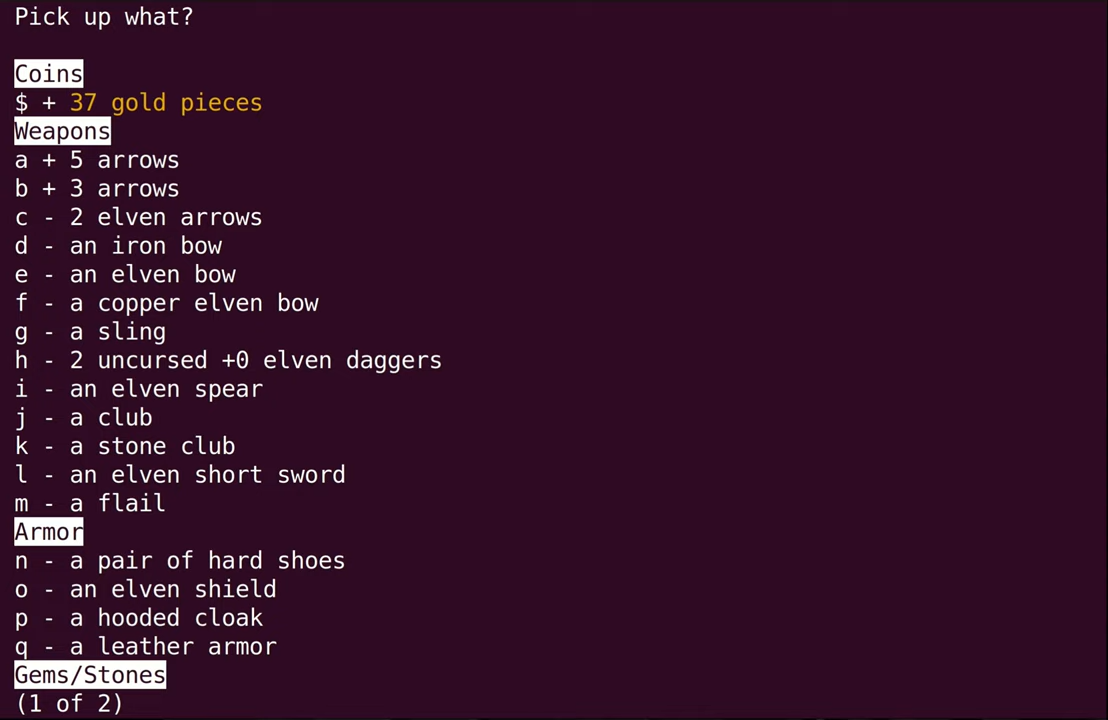 Pick up what?
Coins
$ + 37 gold pieces
Weapons
a + 5 arrows
b + 3 arrows
c - 2 elven arrows
d - an iron bow
e - an elven bow
f - a copper elven bow
g - a sling
h - 2 uncursed +0 elven daggers
i - an elven spear
j - a club
k - a stone club
l - an elven short sword
m - a flail
Armor
n - a pair of hard shoes
o - an elven shield
p - a hooded cloak
q - a leather armor
Gems/Stones
(1 of 2)